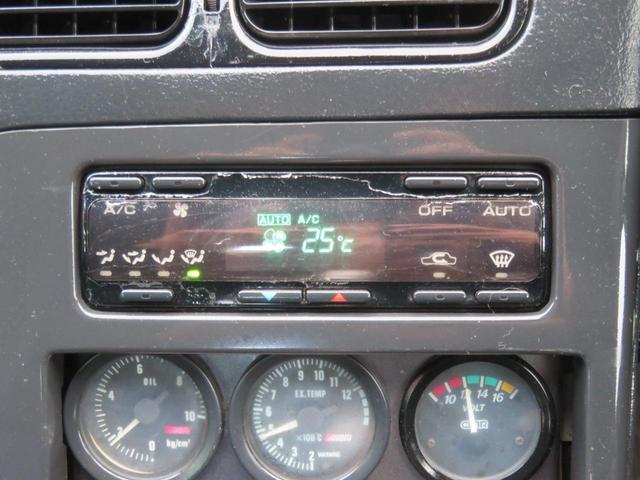 A/C OFF AUTO
AUTO A/C
25°C
OIL
0 2 4 6 8 10
kg/cm²
EX.TEMP
2 3 4 5 6 7 8 9 10 11 12
×100°C
WARNING
10 12 14 16
VOLT